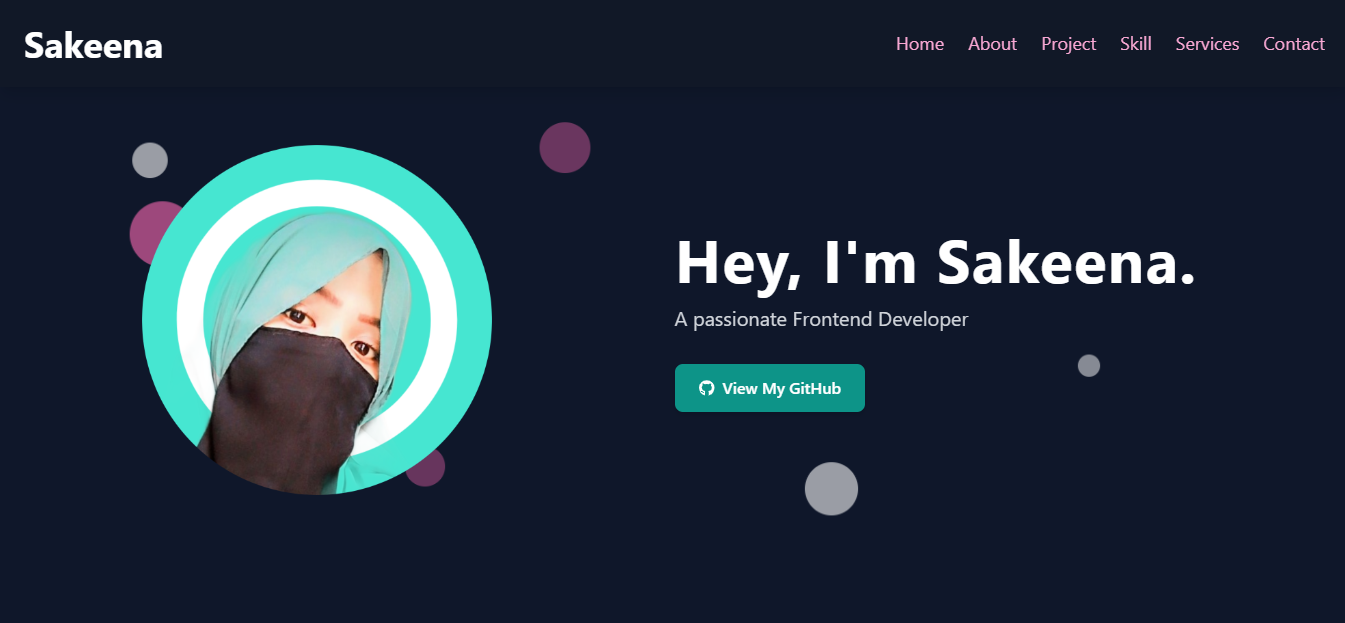 Sakeena
Home About Project Skill Services Contact
Hey, I'm Sakeena.
A passionate Frontend Developer
View My GitHub